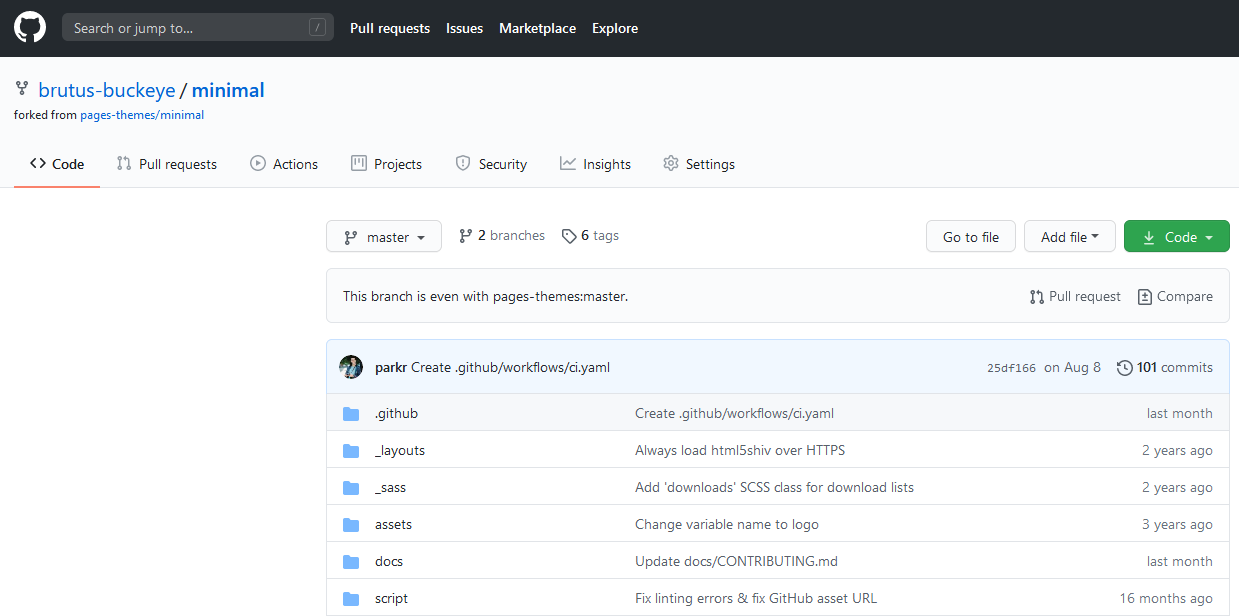 Search or jump to... /
Pull requests Issues Marketplace Explore
brutus-buckeye / minimal
forked from pages-themes/minimal
Code Pull requests Actions Projects Security Insights Settings
master 2 branches 6 tags Go to file Add file Code
This branch is even with pages-themes:master. Pull request Compare
parkr Create .github/workflows/ci.yaml 25df166 on Aug 8 101 commits
.github Create .github/workflows/ci.yaml last month
_layouts Always load html5shiv over HTTPS 2 years ago
_sass Add 'downloads' SCSS class for download lists 2 years ago
assets Change variable name to logo 3 years ago
docs Update docs/CONTRIBUTING.md last month
script Fix linting errors & fix GitHub asset URL 16 months ago